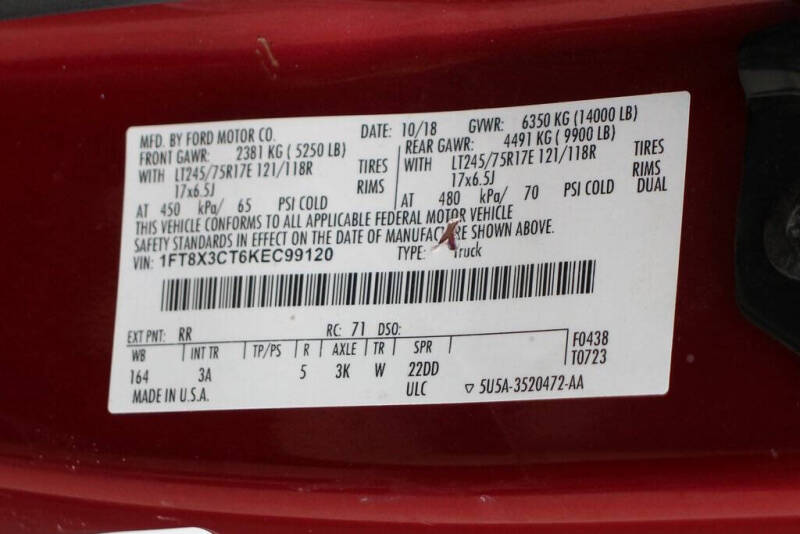 MFD. BY FORD MOTOR CO. DATE: 10/18 GVWR: 6350 KG (14000 LB)
FRONT GAWR: 2381 KG (5250 LB) REAR GAWR: 4491 KG (9900 LB)
WITH LT245/75R17E 121/118R TIRES WITH LT245/75R17E 121/118R TIRES
17x6.5J RIMS 17x6.5J RIMS
AT 450 kPa/ 65 PSI COLD AT 480 kPa/ 70 PSI COLD DUAL
THIS VEHICLE CONFORMS TO ALL APPLICABLE FEDERAL MOTOR VEHICLE
SAFETY STANDARDS IN EFFECT ON THE DATE OF MANUFACTURE SHOWN ABOVE.
VIN: 1FT8X3CT6KEC99120 TYPE: Truck
EXT PNT: RR RC: 71 DSO:
WB INT TR TP/PS R AXLE TR SPR F0438
164 3A 5 3K W 22DD T0723
MADE IN U.S.A. ULC ▽ 5U5A-3520472-AA